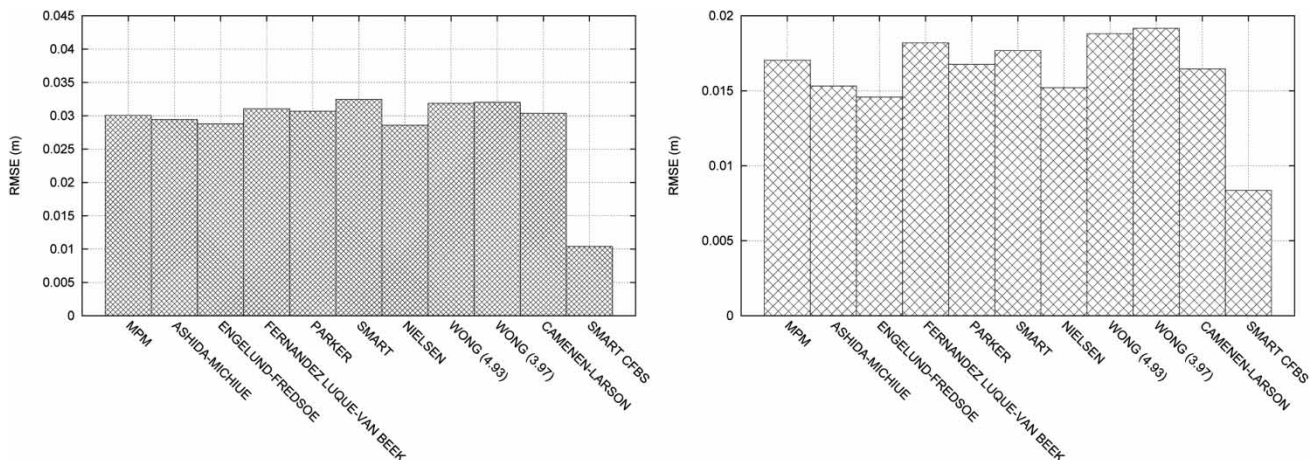 RMSE (m)
0.045
0.04
0.035
0.03
0.025
0.02
0.015
0.01
0.005
0
MPM
ASHIDA-MICHIUE
ENGELUND-FREDSOE
FERNANDEZ LUQUE-VAN BEEK
PARKER
SMART
NIELSEN
WONG (4.93)
WONG (3.97)
CAMENEN-LARSON
SMART CFBS
RMSE (m)
0.02
0.015
0.01
0.005
0
MPM
ASHIDA-MICHIUE
ENGELUND-FREDSOE
FERNANDEZ LUQUE-VAN BEEK
PARKER
SMART
NIELSEN
WONG (4.93)
WONG (3.97)
CAMENEN-LARSON
SMART CFBS